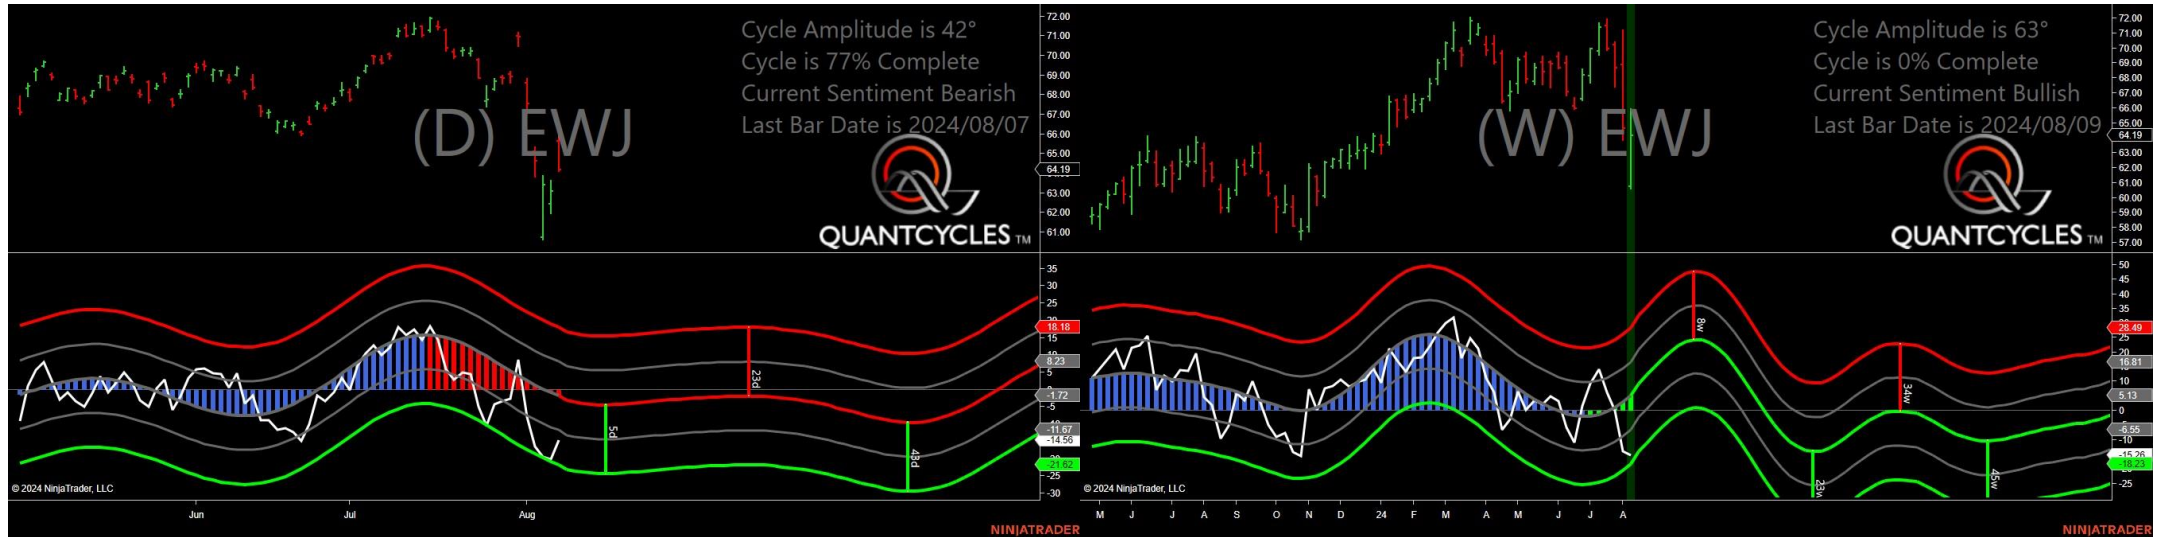 Cycle Amplitude is 42°
Cycle is 77% Complete
Current Sentiment Bearish
Last Bar Date is 2024/08/07
(D) EWJ
QUANTCYCLES TM
72.00
71.00
70.00
69.00
68.00
67.00
66.00
65.00
64.19
63.00
62.00
61.00
35
30
25
18.18
15
8.23
5
-1.72
-5
-11.67
-14.56
-21.62
-25
-30
5d
23d
43d
© 2024 NinjaTrader, LLC
Jun Jul Aug
NINJATRADER
Cycle Amplitude is 63°
Cycle is 0% Complete
Current Sentiment Bullish
Last Bar Date is 2024/08/09
(W) EWJ
QUANTCYCLES TM
72.00
71.00
70.00
69.00
68.00
67.00
66.00
65.00
64.19
63.00
62.00
61.00
60.00
59.00
58.00
57.00
50
45
40
35
28.49
25
20
16.81
10
5.13
0
-6.55
-10
-15.26
-18.23
-25
8w
23w
34w
45w
© 2024 NinjaTrader, LLC
M J J A S O N D 24 F M A M J J A
NINJATRADER